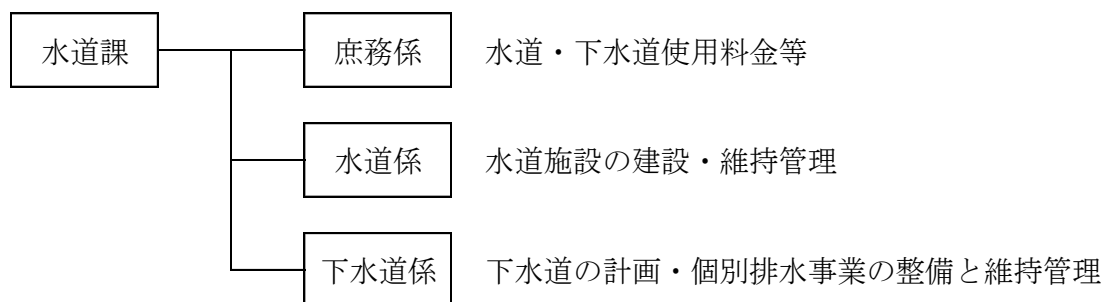 水道課
庶務係 水道・下水道使用料金等
水道係 水道施設の建設・維持管理
下水道係 下水道の計画・個別排水事業の整備と維持管理